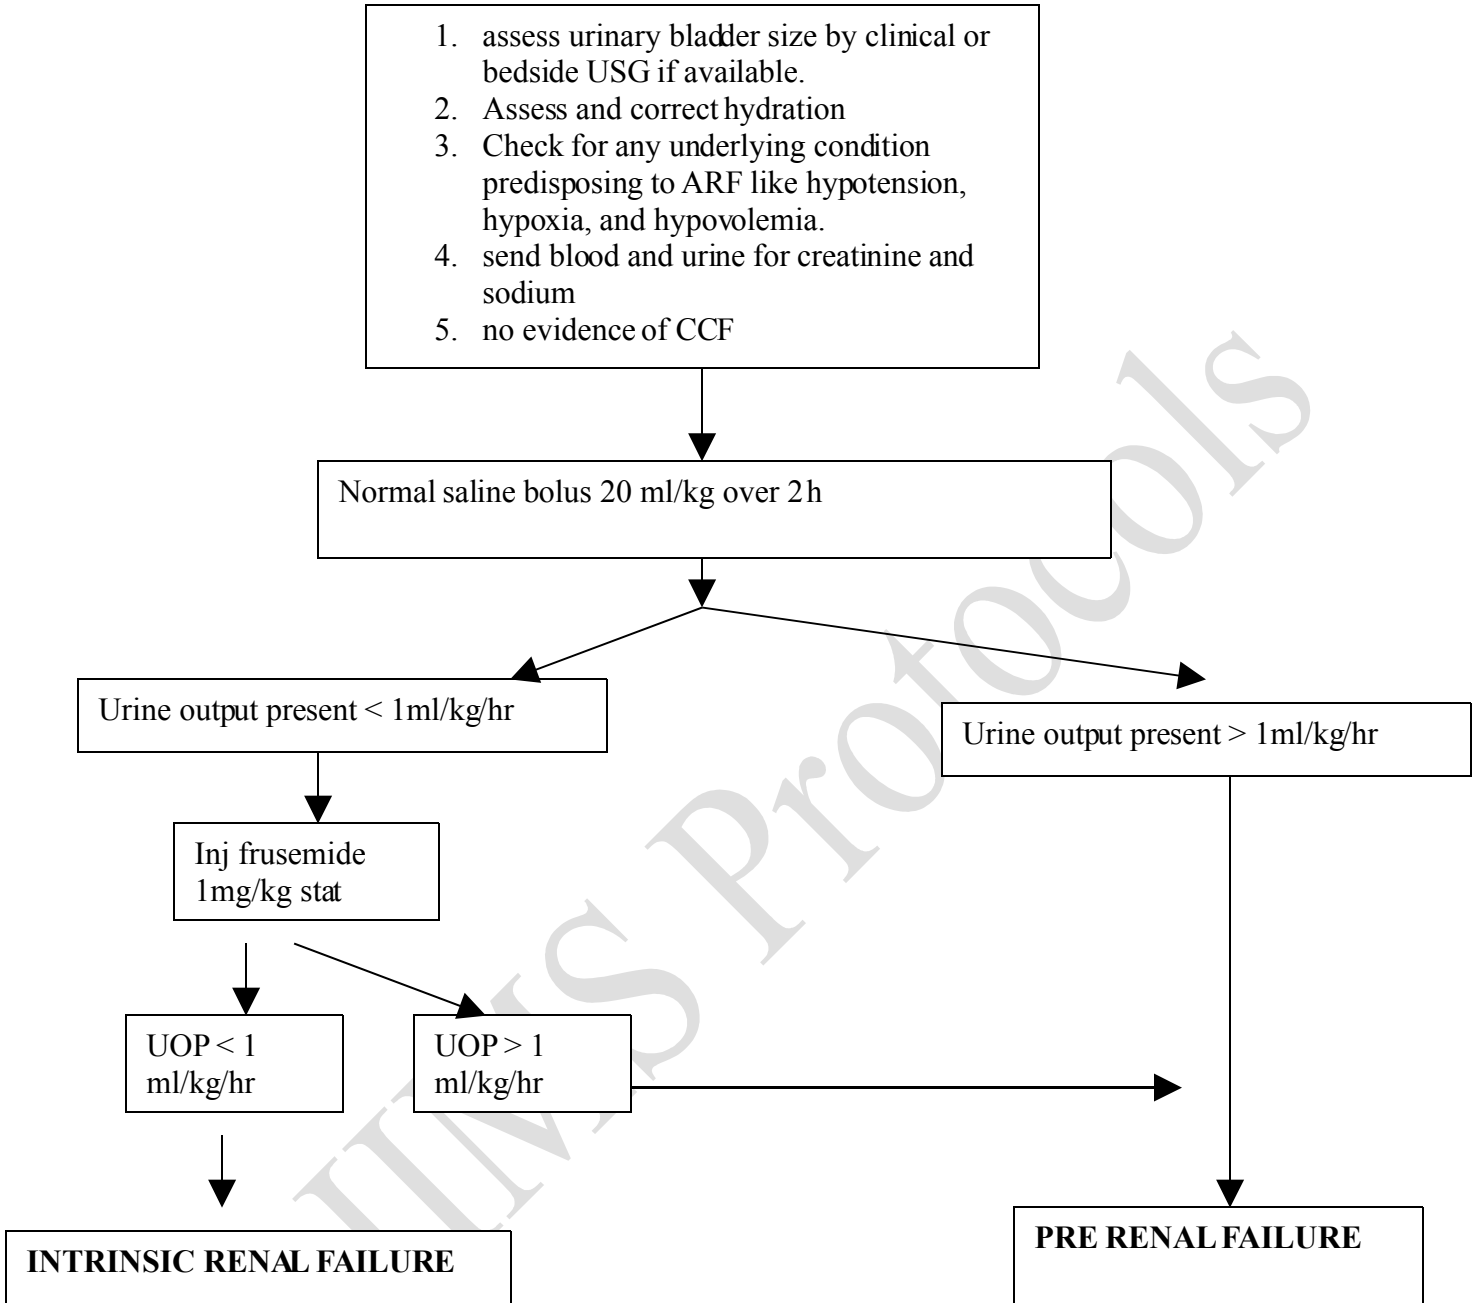 1. assess urinary bladder size by clinical or
bedside USG if available.
2. Assess and correct hydration
3. Check for any underlying condition
predisposing to ARF like hypotension,
hypoxia, and hypovolemia.
4. send blood and urine for creatinine and
sodium
5. no evidence of CCF
Normal saline bolus 20 ml/kg over 2h
Urine output present < 1ml/kg/hr
Urine output present > 1ml/kg/hr
Inj frusemide
1mg/kg stat
UOP < 1
ml/kg/hr
UOP > 1
ml/kg/hr
INTRINSIC RENAL FAILURE
PRE RENAL FAILURE
IIMS Protocols